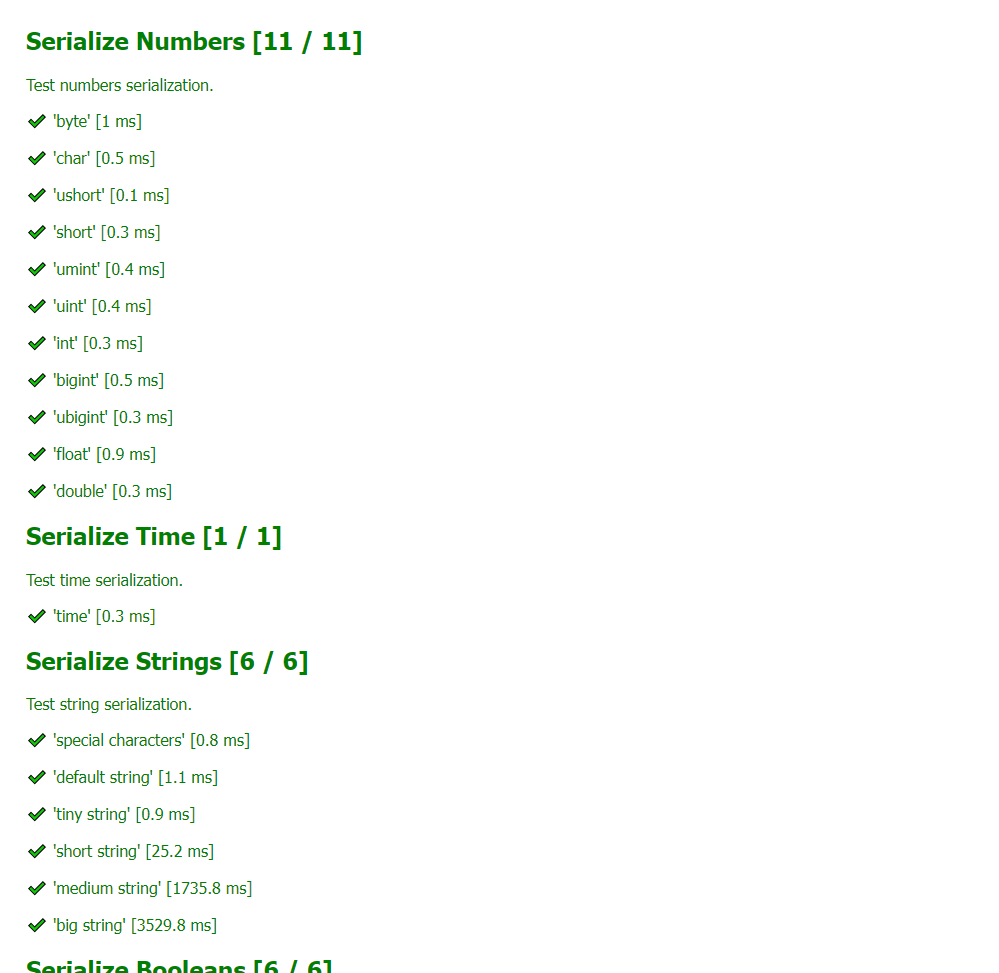 Serialize Numbers [11 / 11]
Test numbers serialization.
'byte' [1 ms]
'char' [0.5 ms]
'ushort' [0.1 ms]
'short' [0.3 ms]
'umint' [0.4 ms]
'uint' [0.4 ms]
'int' [0.3 ms]
'bigint' [0.5 ms]
'ubigint' [0.3 ms]
'float' [0.9 ms]
'double' [0.3 ms]
Serialize Time [1 / 1]
Test time serialization.
'time' [0.3 ms]
Serialize Strings [6 / 6]
Test string serialization.
'special characters' [0.8 ms]
'default string' [1.1 ms]
'tiny string' [0.9 ms]
'short string' [25.2 ms]
'medium string' [1735.8 ms]
'big string' [3529.8 ms]
Serialize Booleans [6 / 6]